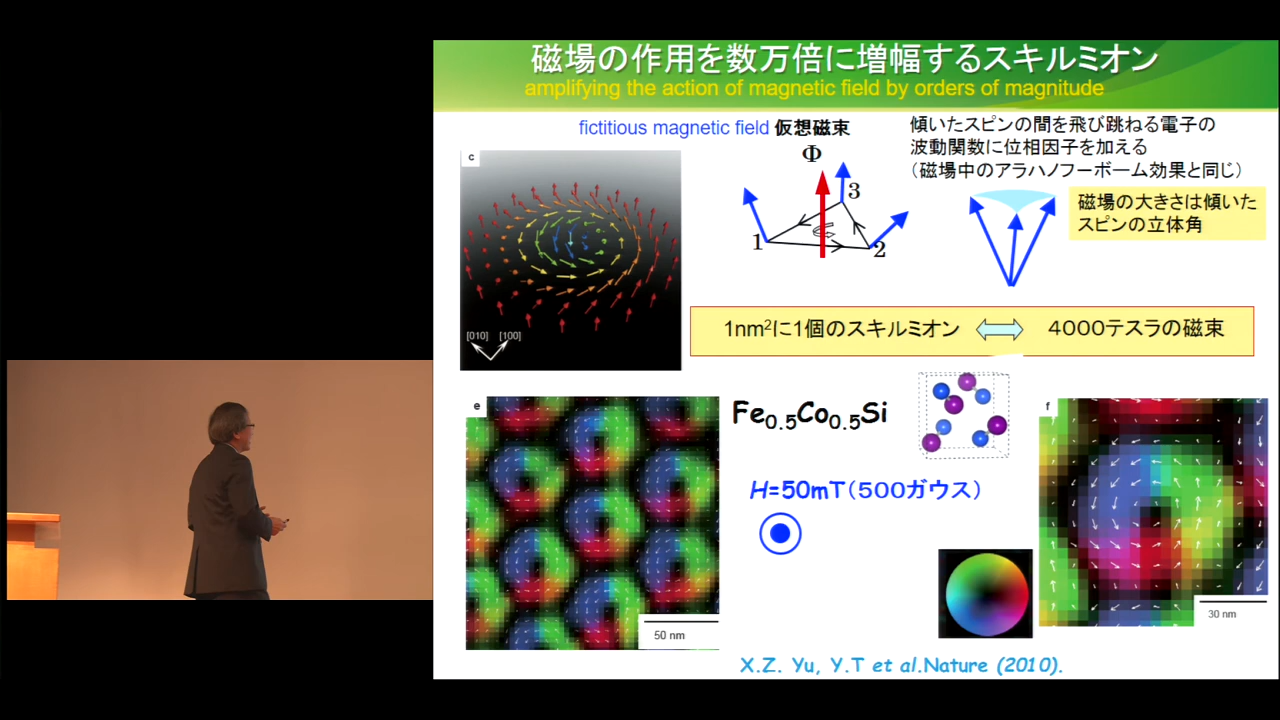 磁場の作用を数万倍に増幅するスキルミオン
amplifying the action of magnetic field by orders of magnitude
fictitious magnetic field 仮想磁束
傾いたスピンの間を飛び跳ねる電子の
波動関数に位相因子を加える
（磁場中のアラハノフーボーム効果と同じ）
c
Φ
1
2
3
磁場の大きさは傾いた
スピンの立体角
[010] [100]
1nm²に1個のスキルミオン ⇔ 4000テスラの磁束
e
Fe₀.₅Co₀.₅Si
f
H=50mT（500ガウス）
50 nm
30 nm
X.Z. Yu, Y.T et al.Nature (2010).